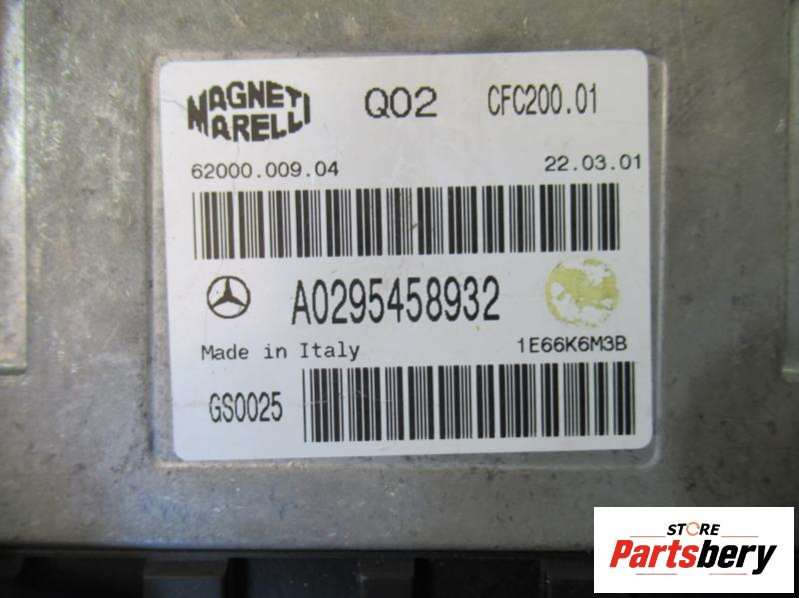 MAGNETI
MARELLI
Q02
CFC200.01
62000.009.04
22.03.01
A0295458932
Made in Italy
1E66K6M3B
GS0025
STORE
Partsbery